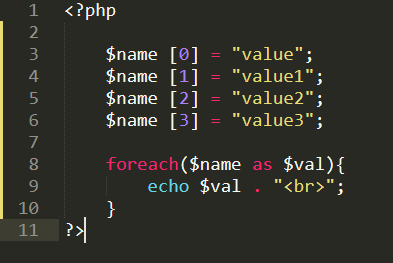 1 <?php
2
3 $name [0] = "value";
4 $name [1] = "value1";
5 $name [2] = "value2";
6 $name [3] = "value3";
7
8 foreach($name as $val){
9 echo $val . "<br>";
10 }
11 ?>